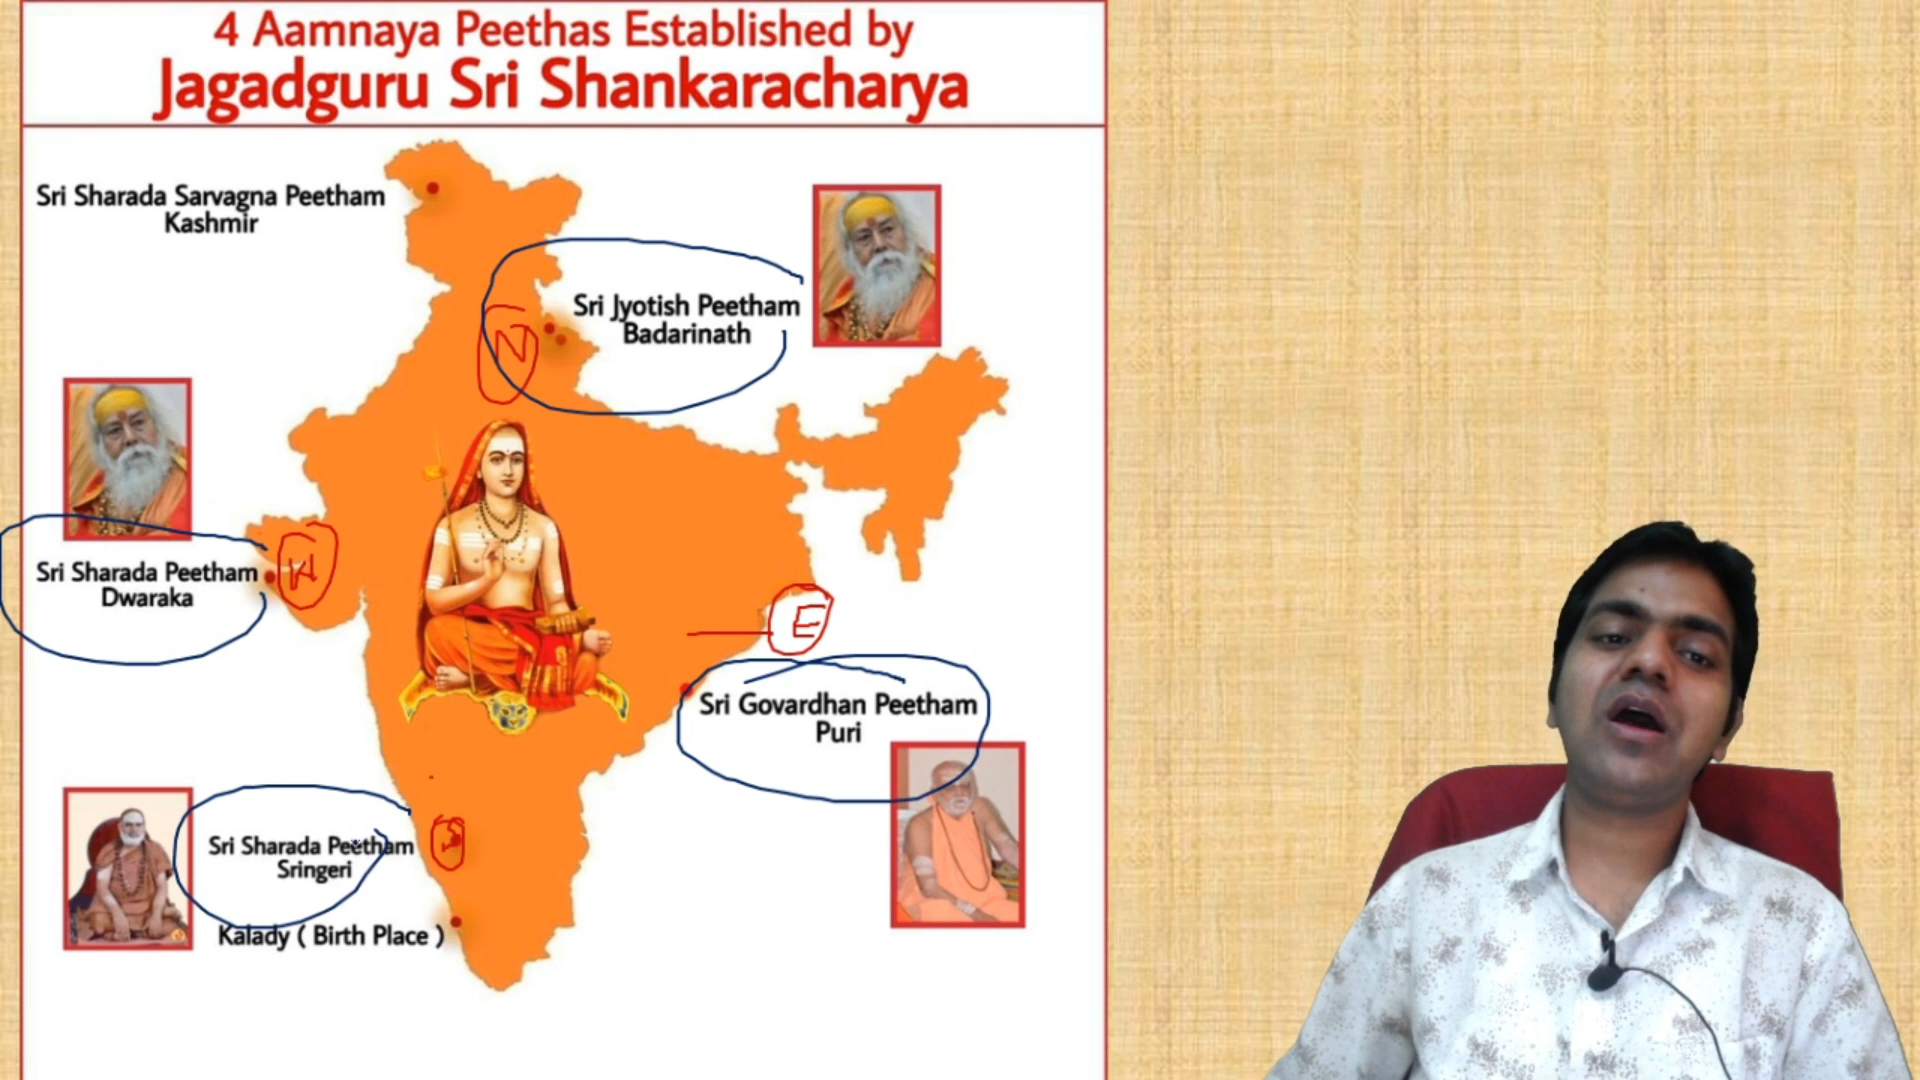 4 Aamnaya Peethas Established by
Jagadguru Sri Shankaracharya
Sri Sharada Sarvagna Peetham
Kashmir
Sri Jyotish Peetham
Badarinath
N
Sri Sharada Peetham
Dwaraka
W
E
Sri Govardhan Peetham
Puri
Sri Sharada Peetham
Sringeri
S
Kalady ( Birth Place )